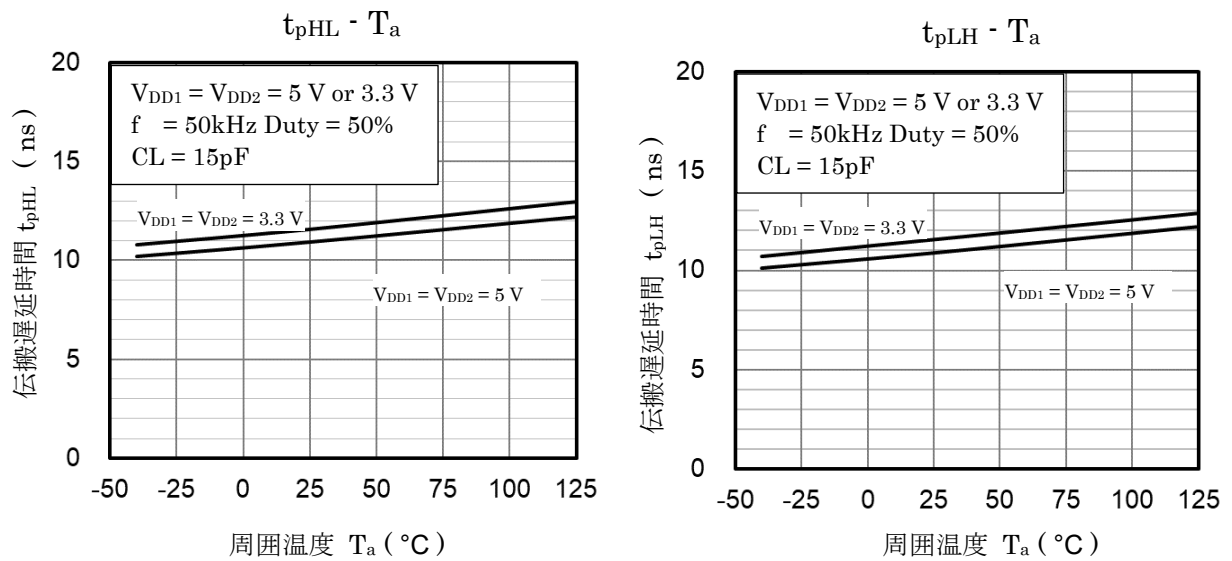 tpHL - Ta
20
15
10
5
0
伝搬遅延時間 tpHL (ns)
VDD1 = VDD2 = 5 V or 3.3 V
f = 50kHz Duty = 50%
CL = 15pF
VDD1 = VDD2 = 3.3 V
VDD1 = VDD2 = 5 V
-50 -25 0 25 50 75 100 125
周囲温度 Ta (°C)
tpLH - Ta
20
15
10
5
0
伝搬遅延時間 tpLH (ns)
VDD1 = VDD2 = 5 V or 3.3 V
f = 50kHz Duty = 50%
CL = 15pF
VDD1 = VDD2 = 3.3 V
VDD1 = VDD2 = 5 V
-50 -25 0 25 50 75 100 125
周囲温度 Ta (°C)